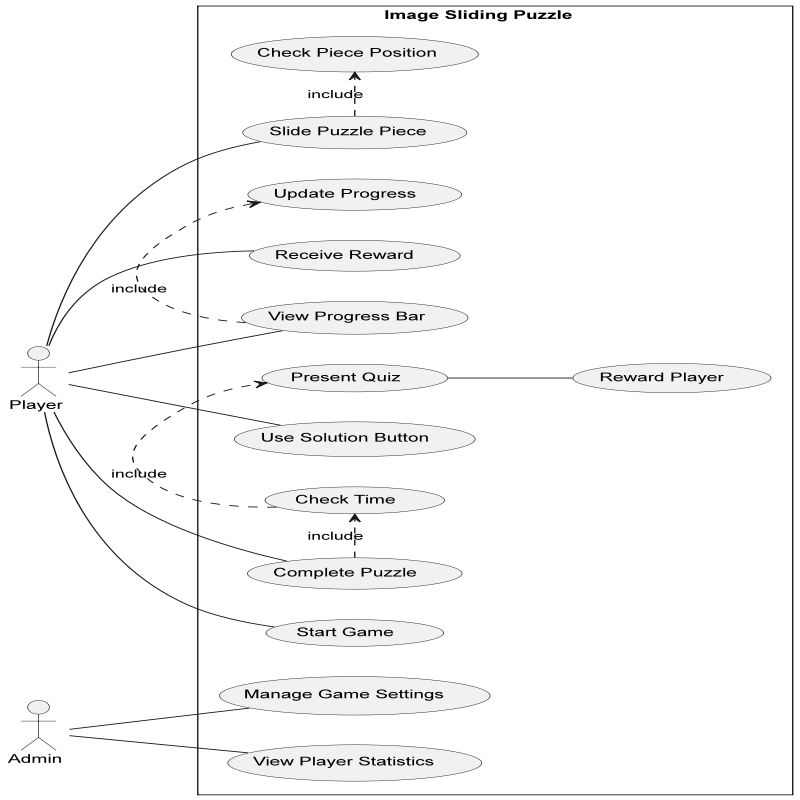 Image Sliding Puzzle
Check Piece Position
include
Slide Puzzle Piece
Update Progress
Receive Reward
include
View Progress Bar
Present Quiz
Reward Player
Player
Use Solution Button
include
Check Time
include
Complete Puzzle
Start Game
Manage Game Settings
Admin
View Player Statistics